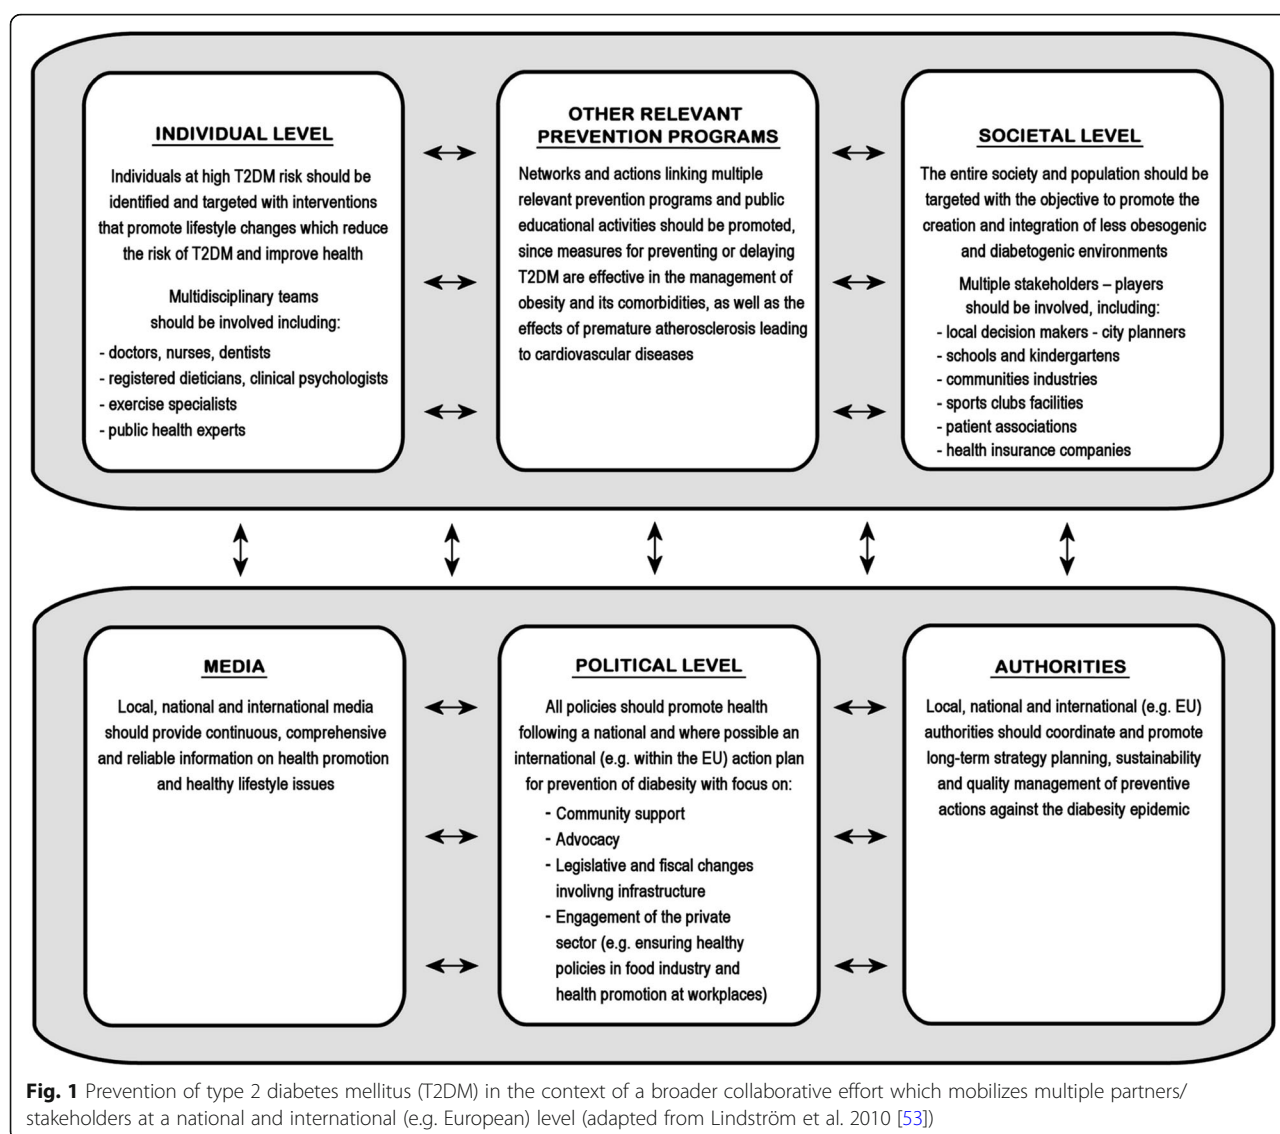 INDIVIDUAL LEVEL
Individuals at high T2DM risk should be
identified and targeted with interventions
that promote lifestyle changes which reduce
the risk of T2DM and improve health
Multidisciplinary teams
should be involved including:
- doctors, nurses, dentists
- registered dieticians, clinical psychologists
- exercise specialists
- public health experts
OTHER RELEVANT
PREVENTION PROGRAMS
Networks and actions linking multiple
relevant prevention programs and public
educational activities should be promoted,
since measures for preventing or delaying
T2DM are effective in the management of
obesity and its comorbidities, as well as the
effects of premature atherosclerosis leading
to cardiovascular diseases
SOCIETAL LEVEL
The entire society and population should be
targeted with the objective to promote the
creation and integration of less obesogenic
and diabetogenic environments
Multiple stakeholders – players
should be involved, including:
- local decision makers - city planners
- schools and kindergartens
- communities industries
- sports clubs facilities
- patient associations
- health insurance companies
MEDIA
Local, national and international media
should provide continuous, comprehensive
and reliable information on health promotion
and healthy lifestyle issues
POLITICAL LEVEL
All policies should promote health
following a national and where possible an
international (e.g. within the EU) action plan
for prevention of diabesity with focus on:
- Community support
- Advocacy
- Legislative and fiscal changes
involivng infrastructure
- Engagement of the private
sector (e.g. ensuring healthy
policies in food industry and
health promotion at workplaces)
AUTHORITIES
Local, national and international (e.g. EU)
authorities should coordinate and promote
long-term strategy planning, sustainability
and quality management of preventive
actions against the diabesity epidemic
Fig. 1 Prevention of type 2 diabetes mellitus (T2DM) in the context of a broader collaborative effort which mobilizes multiple partners/
stakeholders at a national and international (e.g. European) level (adapted from Lindström et al. 2010 [53])